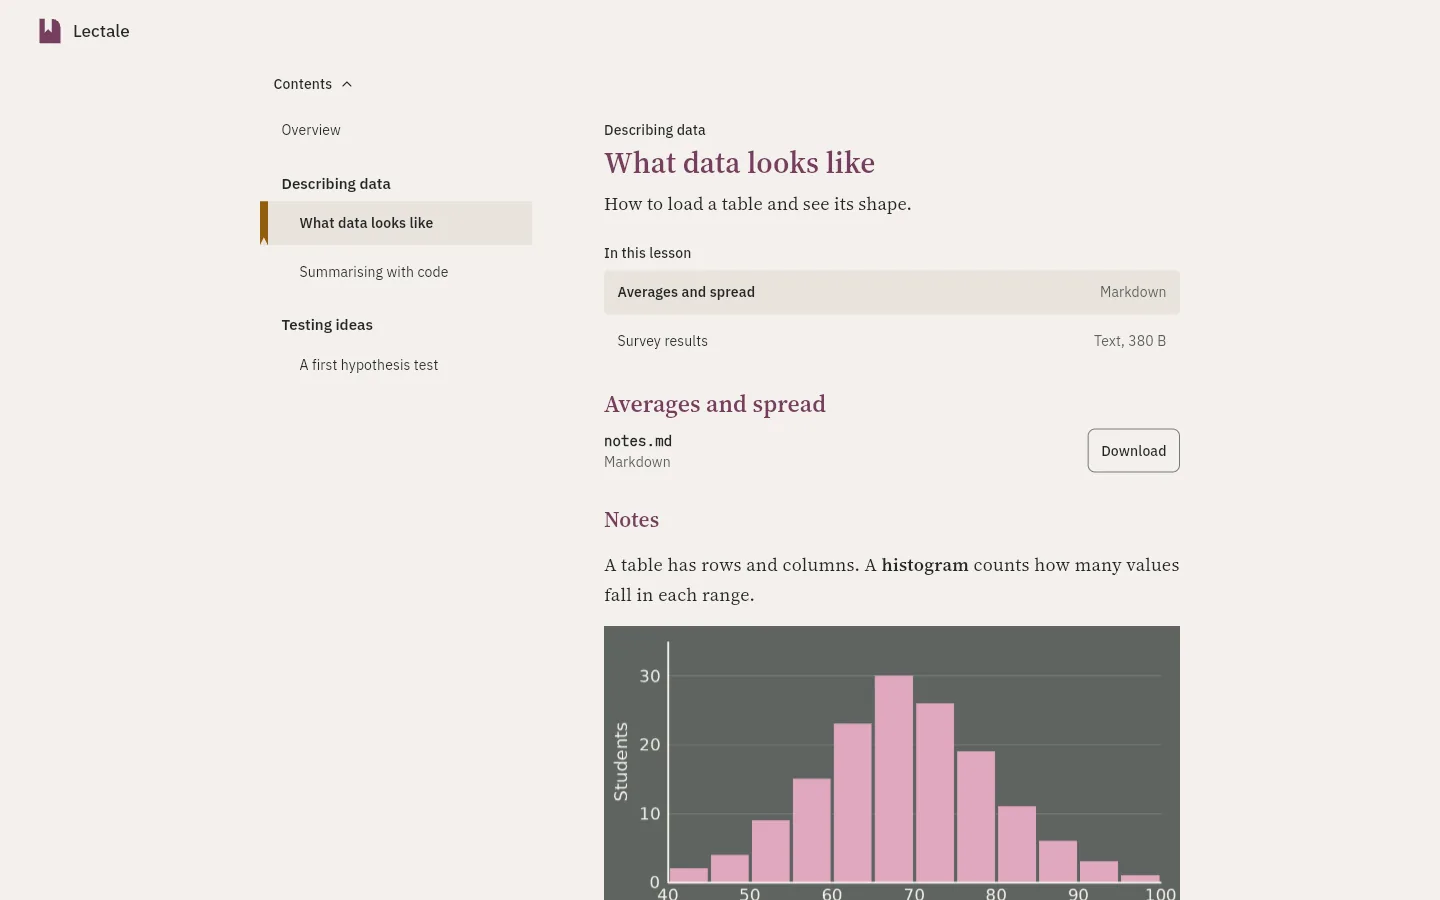 Lectale
Contents
Overview
Describing data
What data looks like
Summarising with code
Testing ideas
A first hypothesis test
Describing data
What data looks like
How to load a table and see its shape.
In this lesson
Averages and spread Markdown
Survey results Text, 380 B
Averages and spread
notes.md
Markdown
Download
Notes
A table has rows and columns. A histogram counts how many values
fall in each range.
Students
30
20
10
0
40 50 60 70 80 90 100